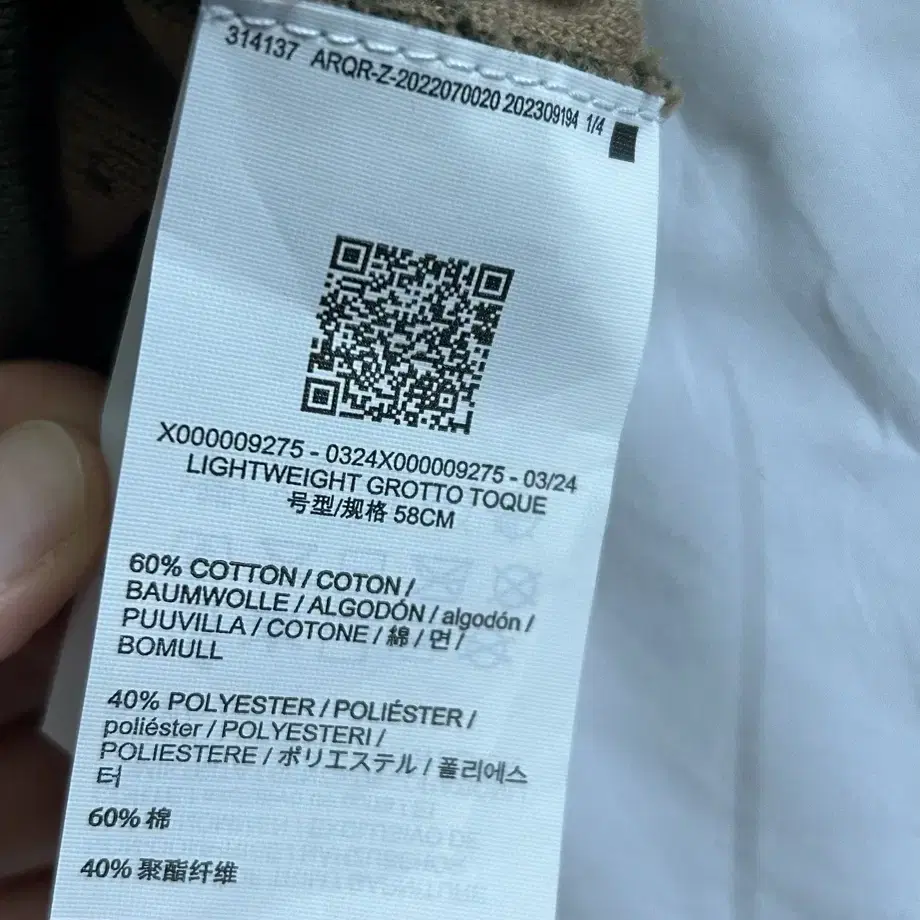 314137 ARQR-Z-2022070020 202309194 1/4
X000009275 - 0324X000009275 - 03/24
LIGHTWEIGHT GROTTO TOQUE
号型/规格 58CM
60% COTTON / COTON /
BAUMWOLLE / ALGODÓN / algodón /
PUUVILLA / COTONE / 綿 / 면 /
BOMULL
40% POLYESTER / POLIÉSTER /
poliéster / POLYESTERI /
POLIESTERE / ポリエステル / 폴리에스
터
60% 棉
40% 聚酯纤维